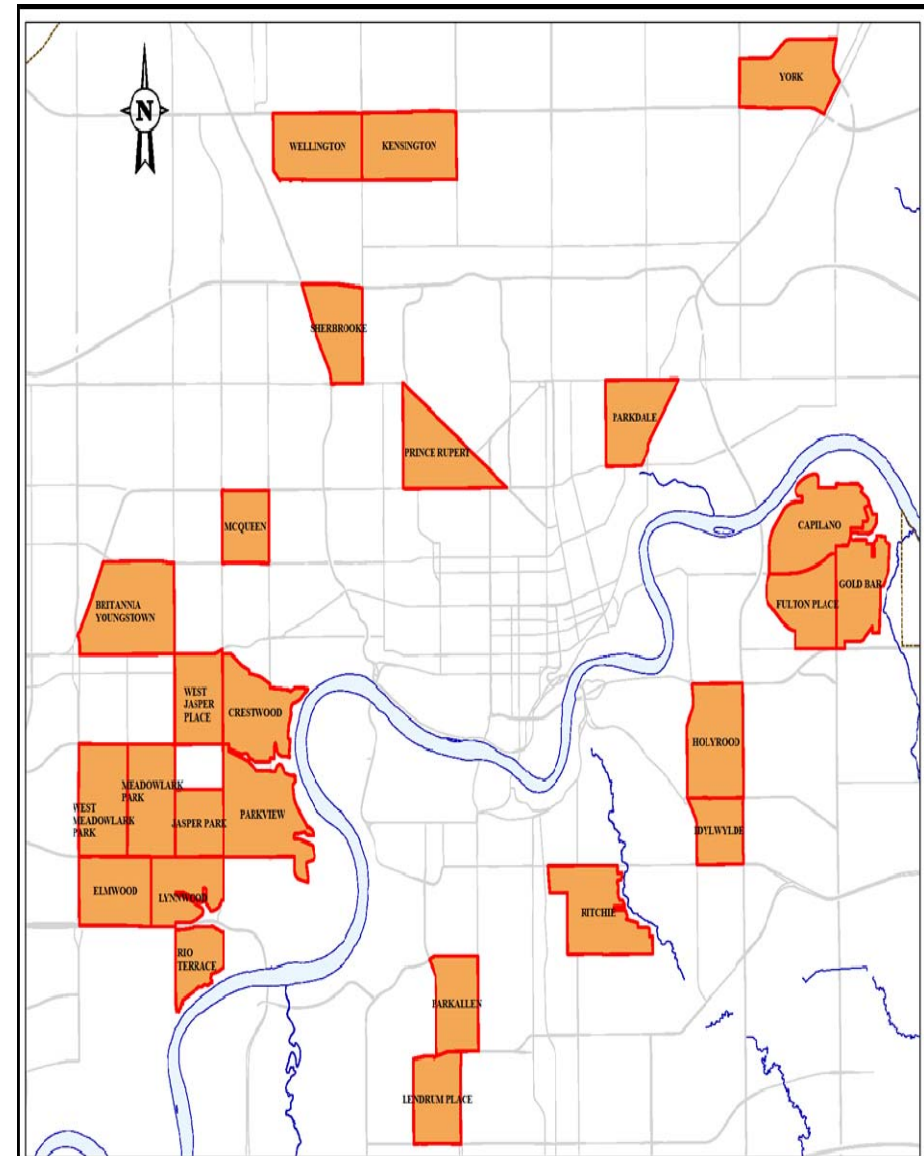 YORK
N
WELLINGTON
KENSINGTON
SHERBROOKE
PARKDALE
PRINCE RUPERT
MCQUEEN
CAPILANO
GOLD BAR
FULTON PLACE
BRITANNIA
YOUNGSTOWN
WEST
JASPER
PLACE
CRESTWOOD
HOLYROOD
MEADOWLARK
PARK
WEST
MEADOWLARK
PARK
JASPER PARK
PARKVIEW
IDYLWYLDE
ELMWOOD
LYNNWOOD
RITCHIE
RIO
TERRACE
PARKALLEN
LENDRUM PLACE